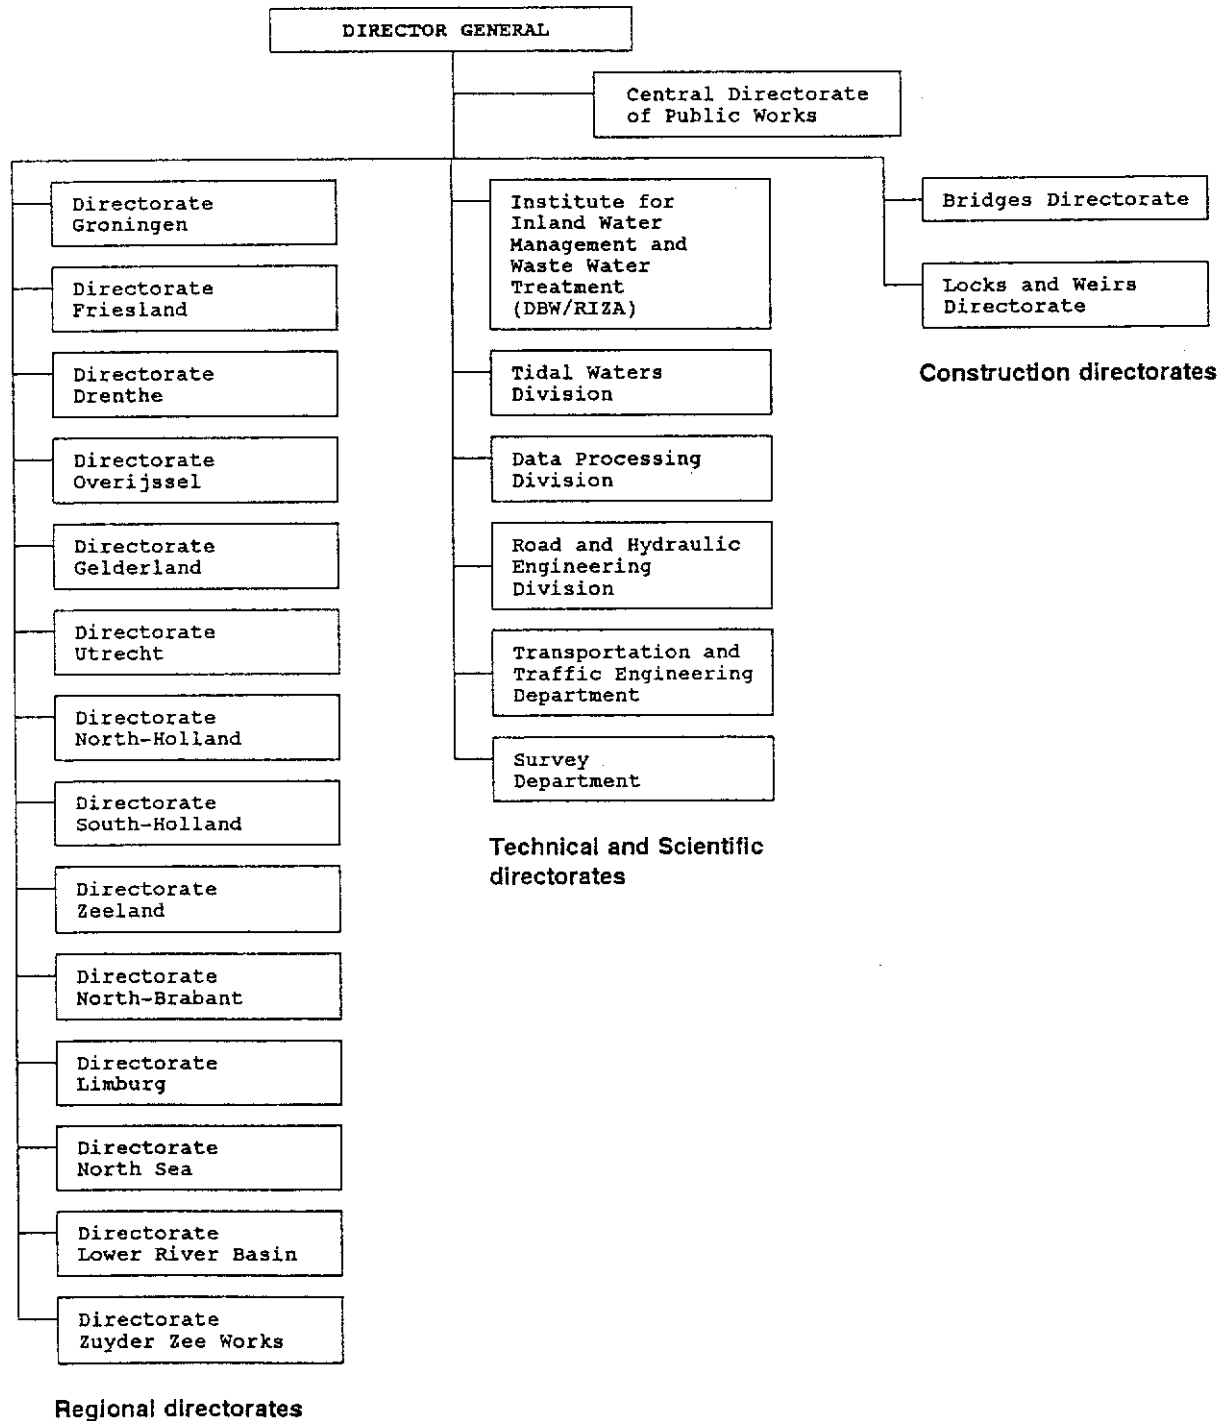 DIRECTOR GENERAL
Central Directorate
of Public Works
Directorate
Groningen
Directorate
Friesland
Directorate
Drenthe
Directorate
Overijssel
Directorate
Gelderland
Directorate
Utrecht
Directorate
North-Holland
Directorate
South-Holland
Directorate
Zeeland
Directorate
North-Brabant
Directorate
Limburg
Directorate
North Sea
Directorate
Lower River Basin
Directorate
Zuyder Zee Works
Regional directorates
Institute for
Inland Water
Management and
Waste Water
Treatment
(DBW/RIZA)
Tidal Waters
Division
Data Processing
Division
Road and Hydraulic
Engineering
Division
Transportation and
Traffic Engineering
Department
Survey
Department
Technical and Scientific
directorates
Bridges Directorate
Locks and Weirs
Directorate
Construction directorates